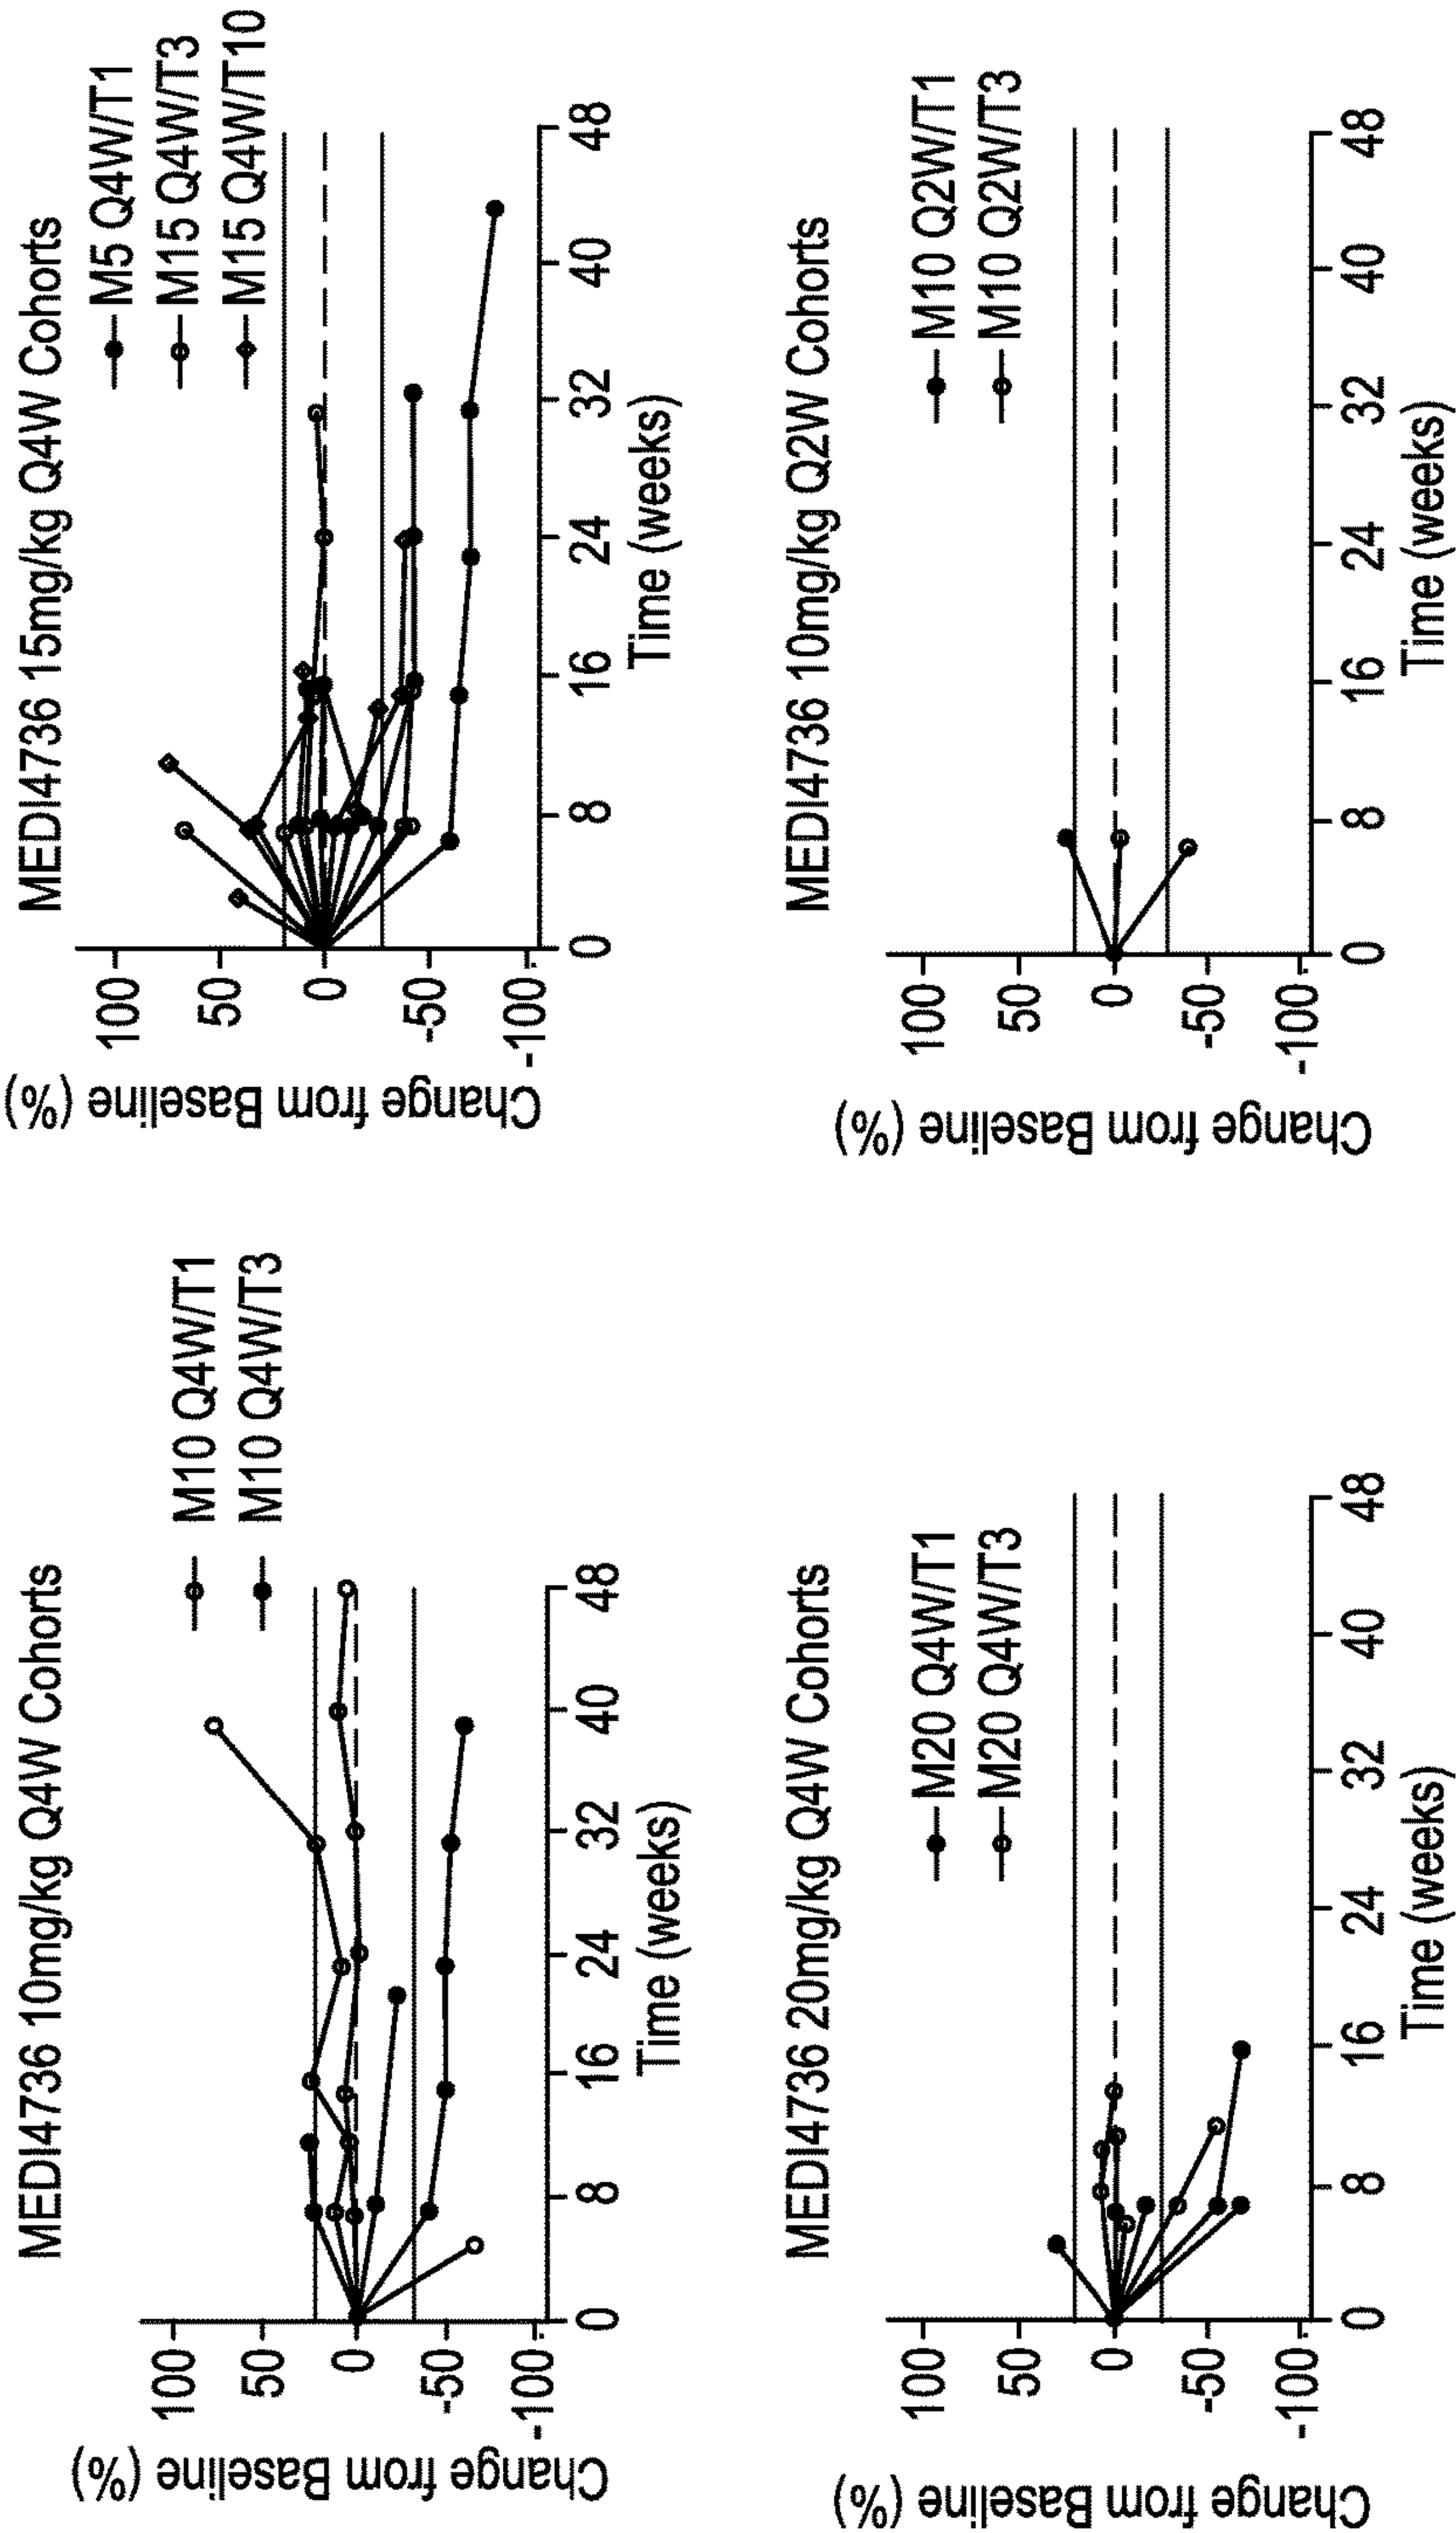 MEDI4736 10mg/kg Q4W Cohorts
M10 Q4W/T1
M10 Q4W/T3
Change from Baseline (%)
100
50
0
-50
-100
0 8 16 24 32 40 48
Time (weeks)
MEDI4736 15mg/kg Q4W Cohorts
M5 Q4W/T1
M15 Q4W/T3
M15 Q4W/T10
Change from Baseline (%)
100
50
0
-50
-100
0 8 16 24 32 40 48
Time (weeks)
MEDI4736 20mg/kg Q4W Cohorts
M20 Q4W/T1
M20 Q4W/T3
Change from Baseline (%)
100
50
0
-50
-100
0 8 16 24 32 40 48
Time (weeks)
MEDI4736 10mg/kg Q2W Cohorts
M10 Q2W/T1
M10 Q2W/T3
Change from Baseline (%)
100
50
0
-50
-100
0 8 16 24 32 40 48
Time (weeks)